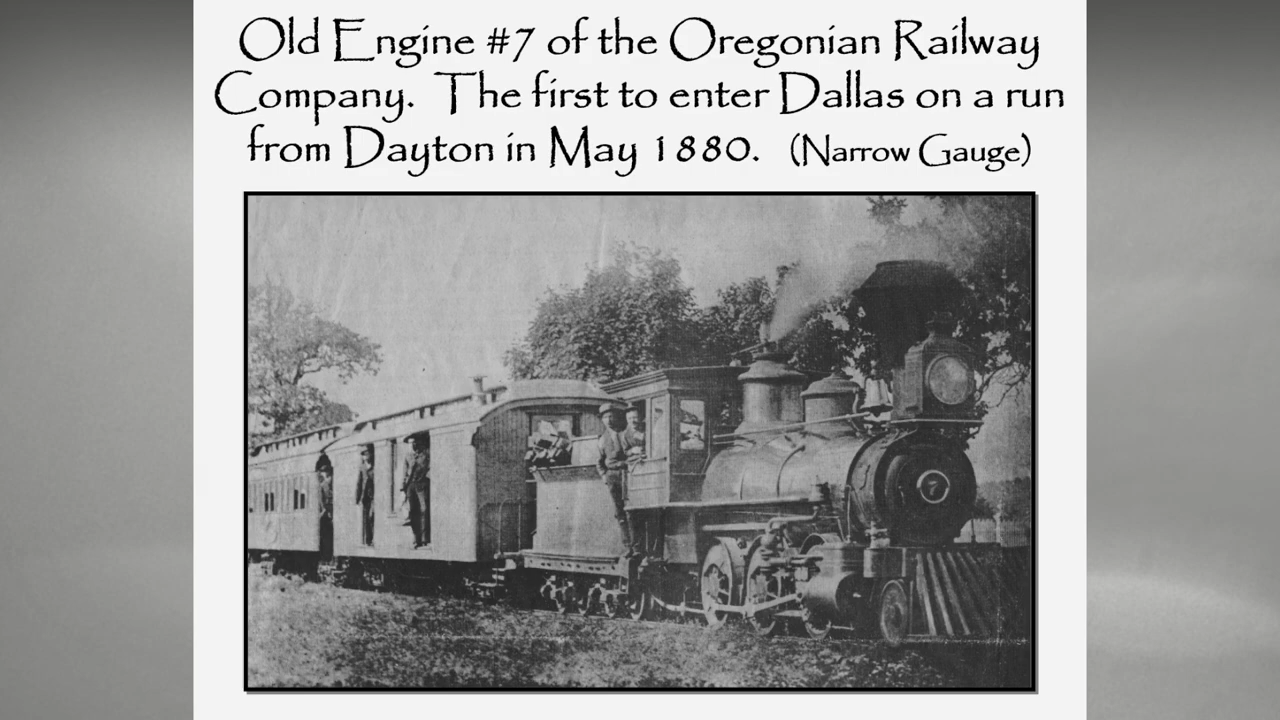 Old Engine #7 of the Oregonian Railway
Company. The first to enter Dallas on a run
from Dayton in May 1880. (Narrow Gauge)
7